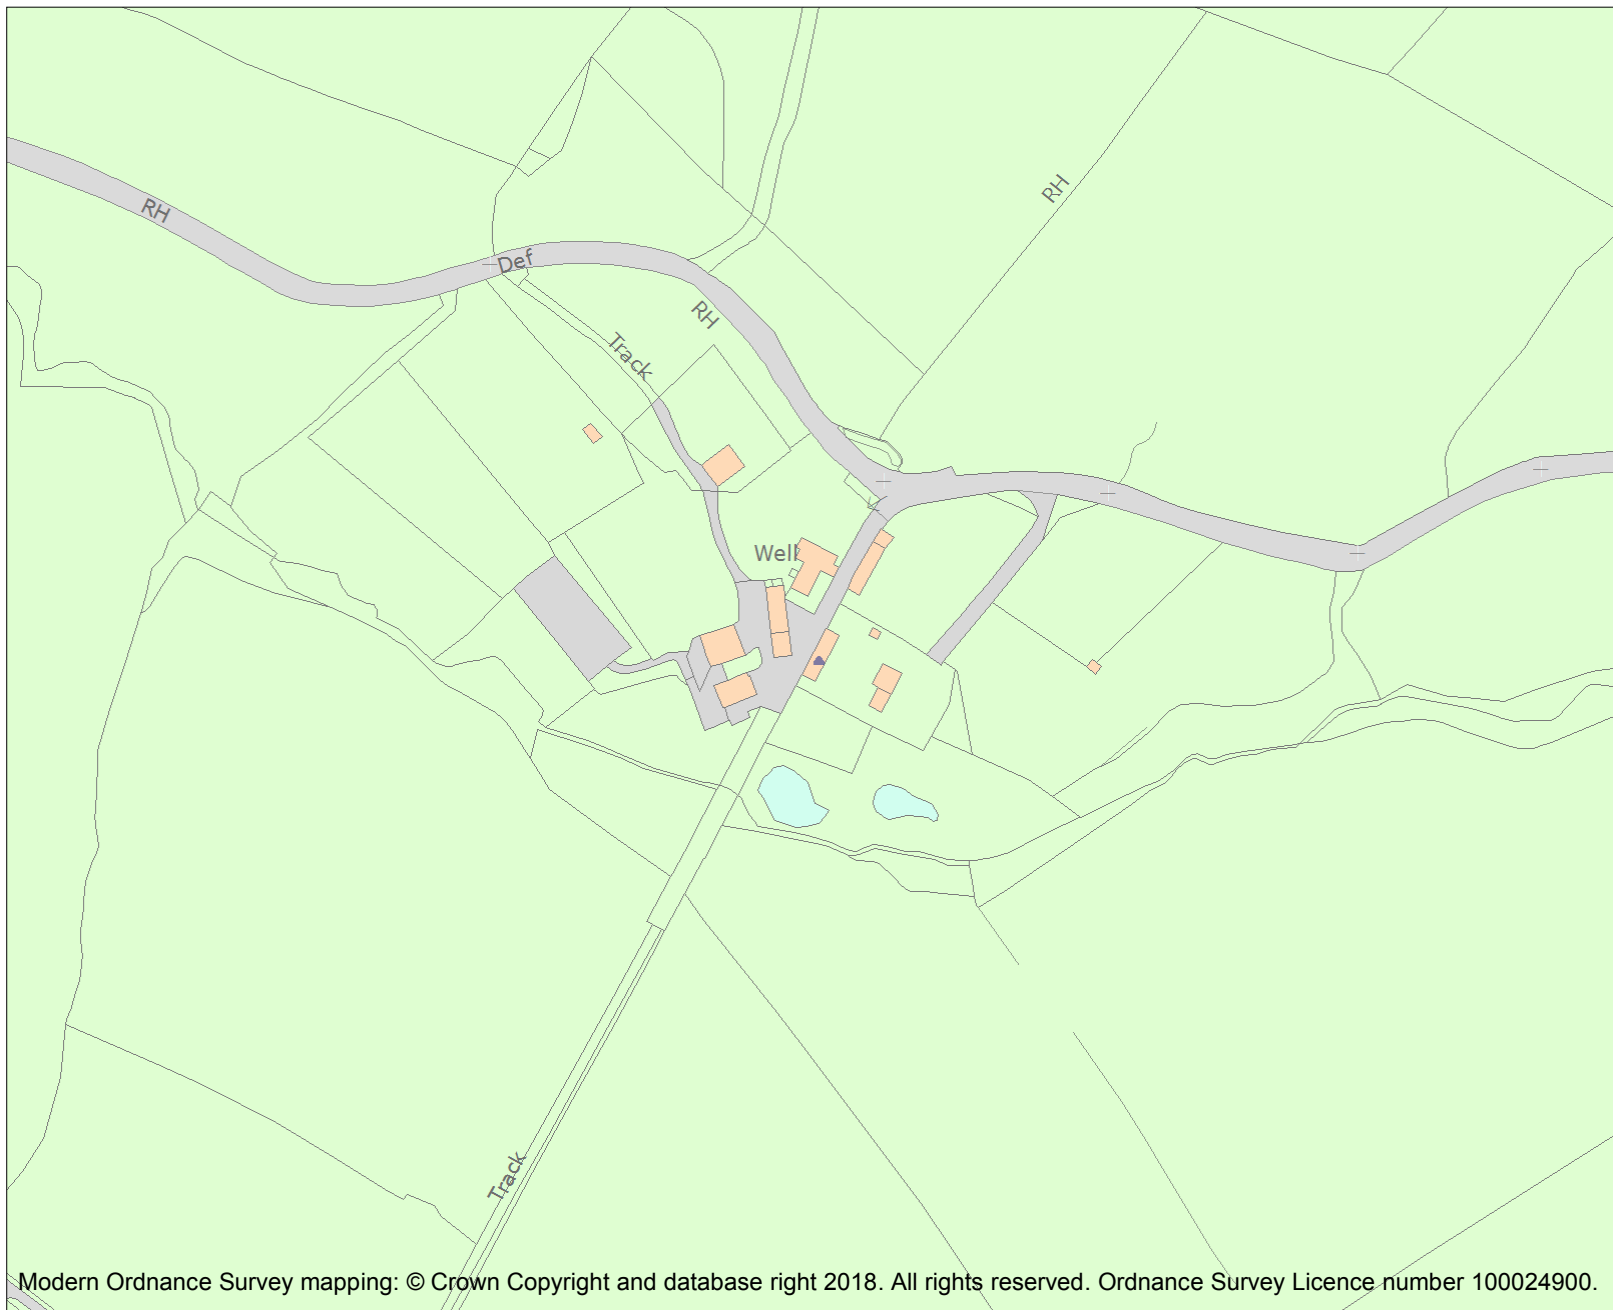 RH
RH
Def
RH
Track
Well
Track
Modern Ordnance Survey mapping: © Crown Copyright and database right 2018. All rights reserved. Ordnance Survey Licence number 100024900.